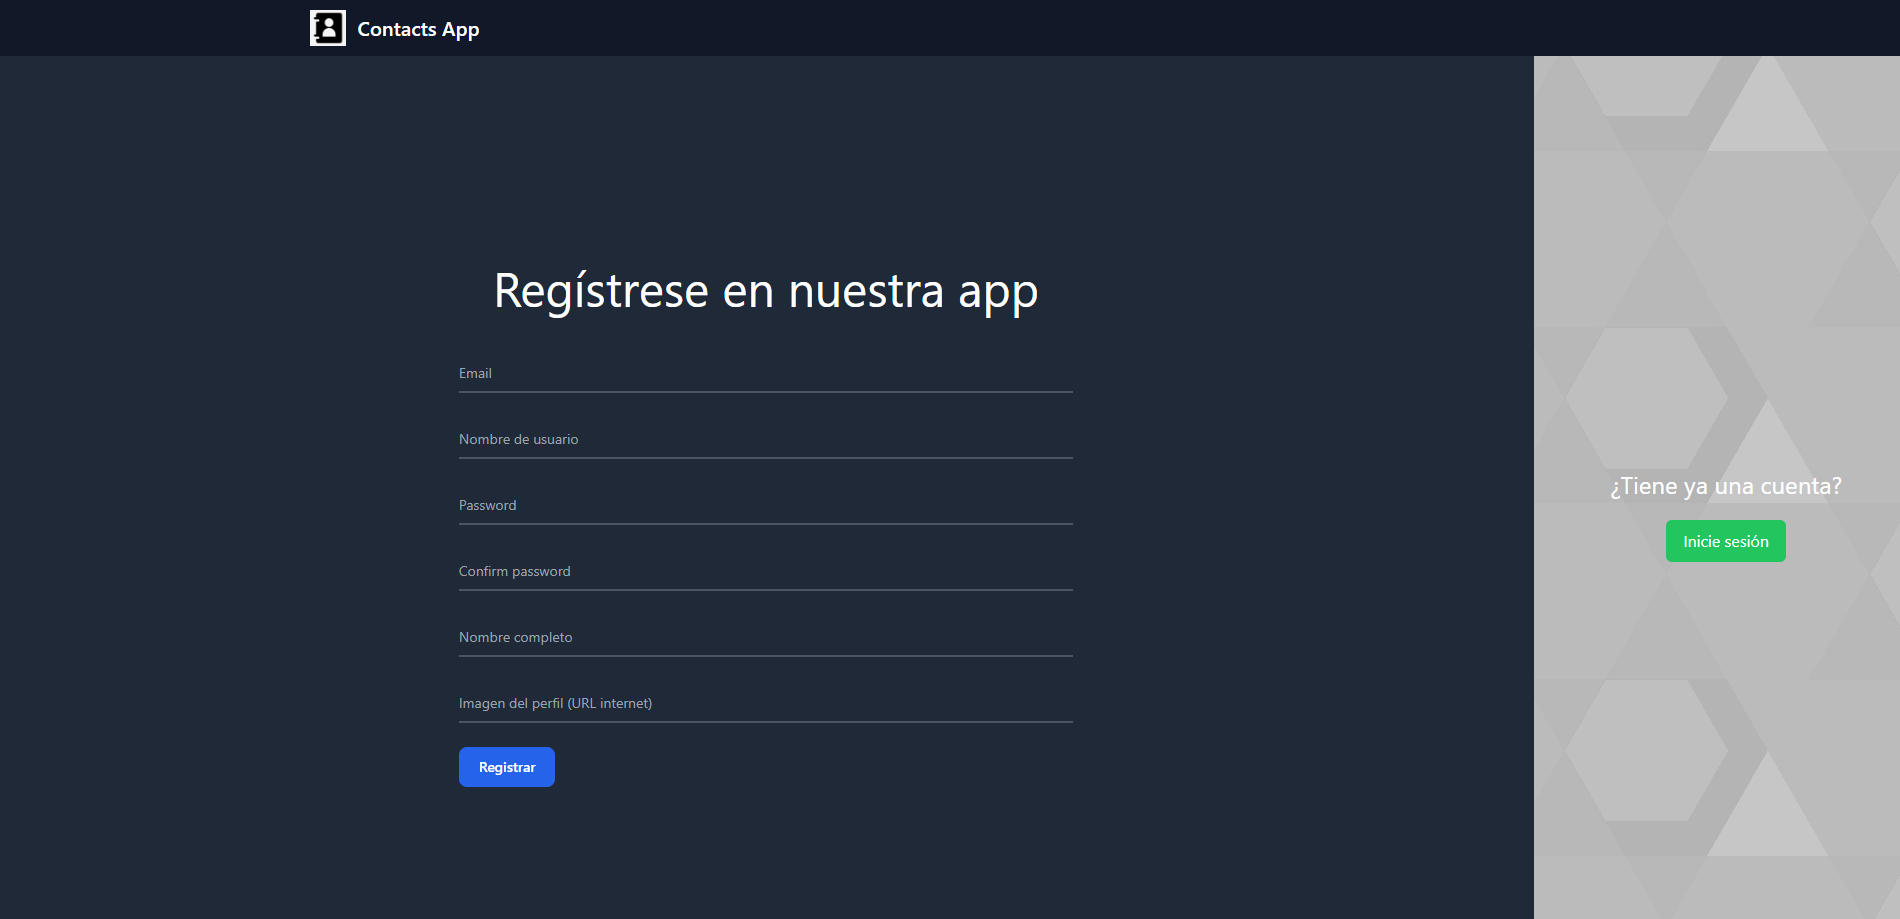 Contacts App
Regístrese en nuestra app
Email
Nombre de usuario
Password
Confirm password
Nombre completo
Imagen del perfil (URL internet)
Registrar
¿Tiene ya una cuenta?
Inicie sesión